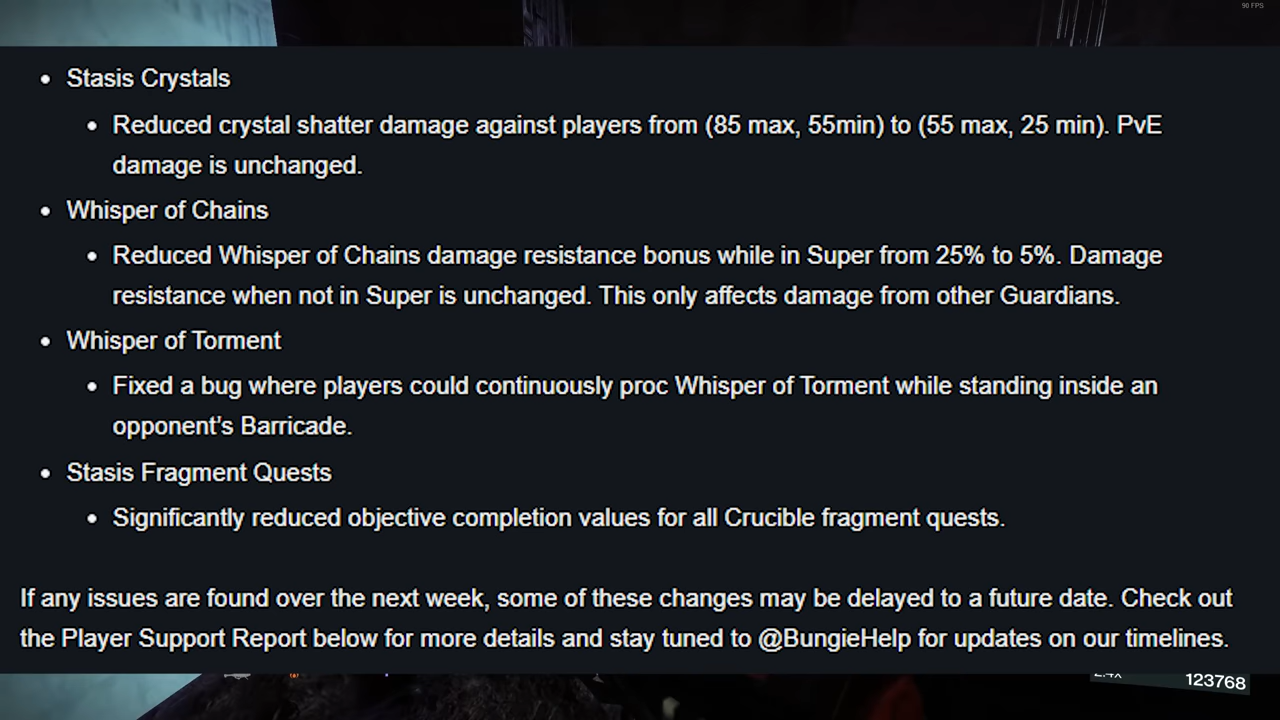 90 FPS
• Stasis Crystals
• Reduced crystal shatter damage against players from (85 max, 55min) to (55 max, 25 min). PvE
damage is unchanged.
• Whisper of Chains
• Reduced Whisper of Chains damage resistance bonus while in Super from 25% to 5%. Damage
resistance when not in Super is unchanged. This only affects damage from other Guardians.
• Whisper of Torment
• Fixed a bug where players could continuously proc Whisper of Torment while standing inside an
opponent's Barricade.
• Stasis Fragment Quests
• Significantly reduced objective completion values for all Crucible fragment quests.
If any issues are found over the next week, some of these changes may be delayed to a future date. Check out
the Player Support Report below for more details and stay tuned to @BungieHelp for updates on our timelines.
123768